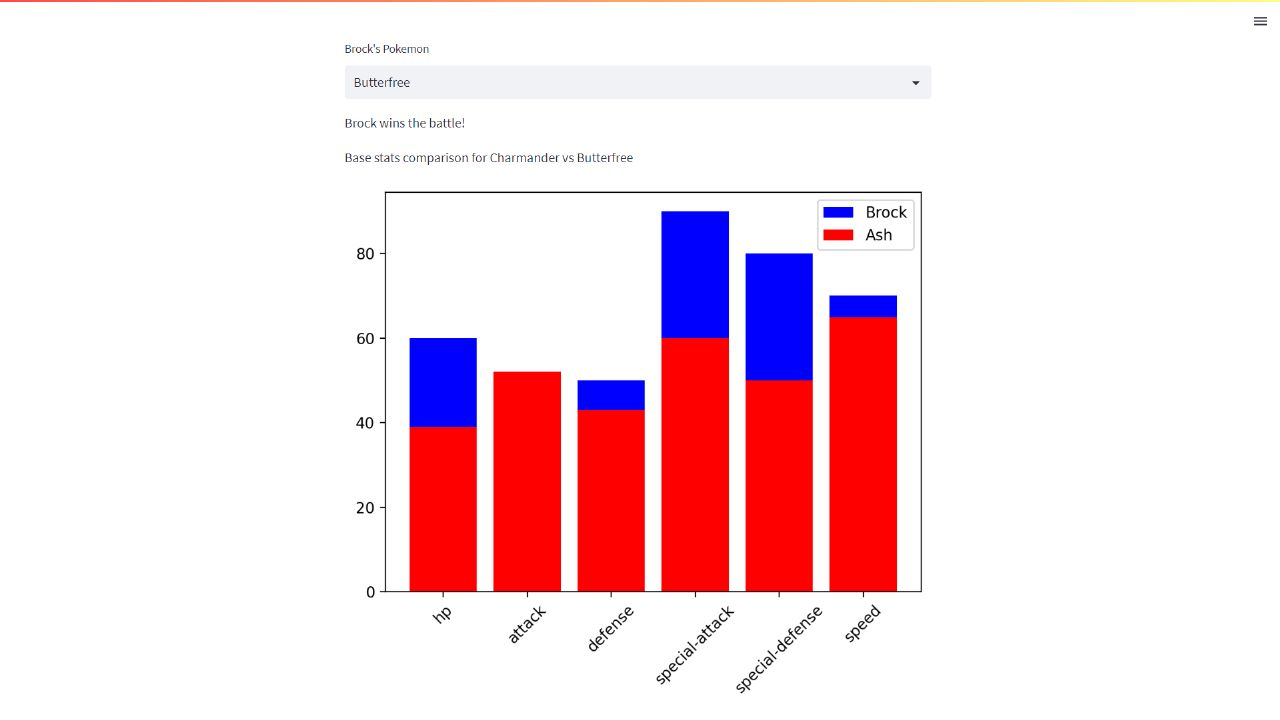 Brock's Pokemon
Butterfree
Brock wins the battle!
Base stats comparison for Charmander vs Butterfree
Brock
Ash
80
60
40
20
0
hp
attack
defense
special-attack
special-defense
speed